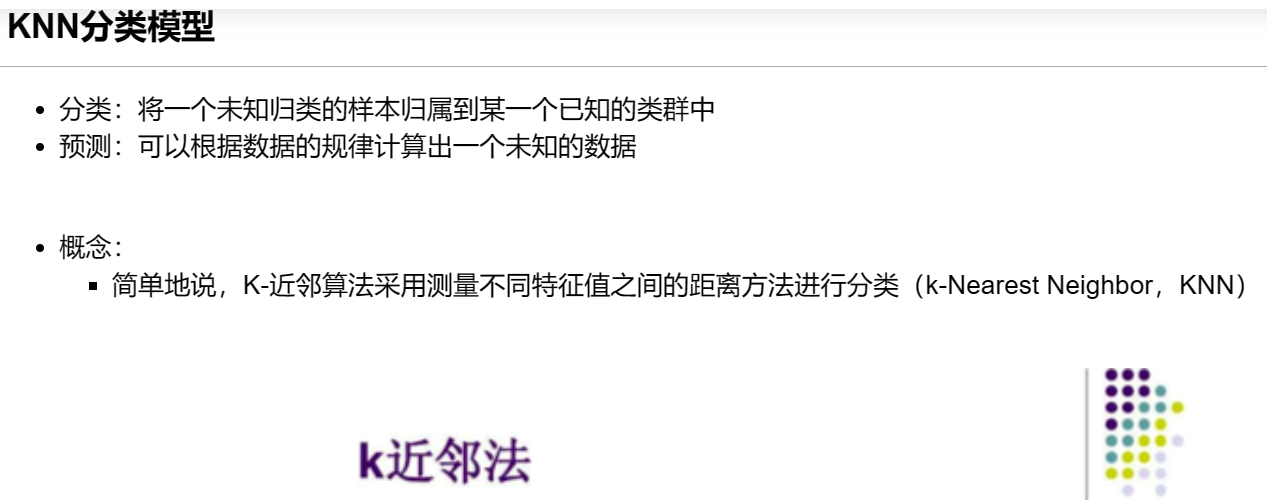 KNN分类模型
分类：将一个未知归类的样本归属到某一个已知的类群中
预测：可以根据数据的规律计算出一个未知的数据
概念：
简单地说，K-近邻算法采用测量不同特征值之间的距离方法进行分类（k-Nearest Neighbor，KNN）
k近邻法